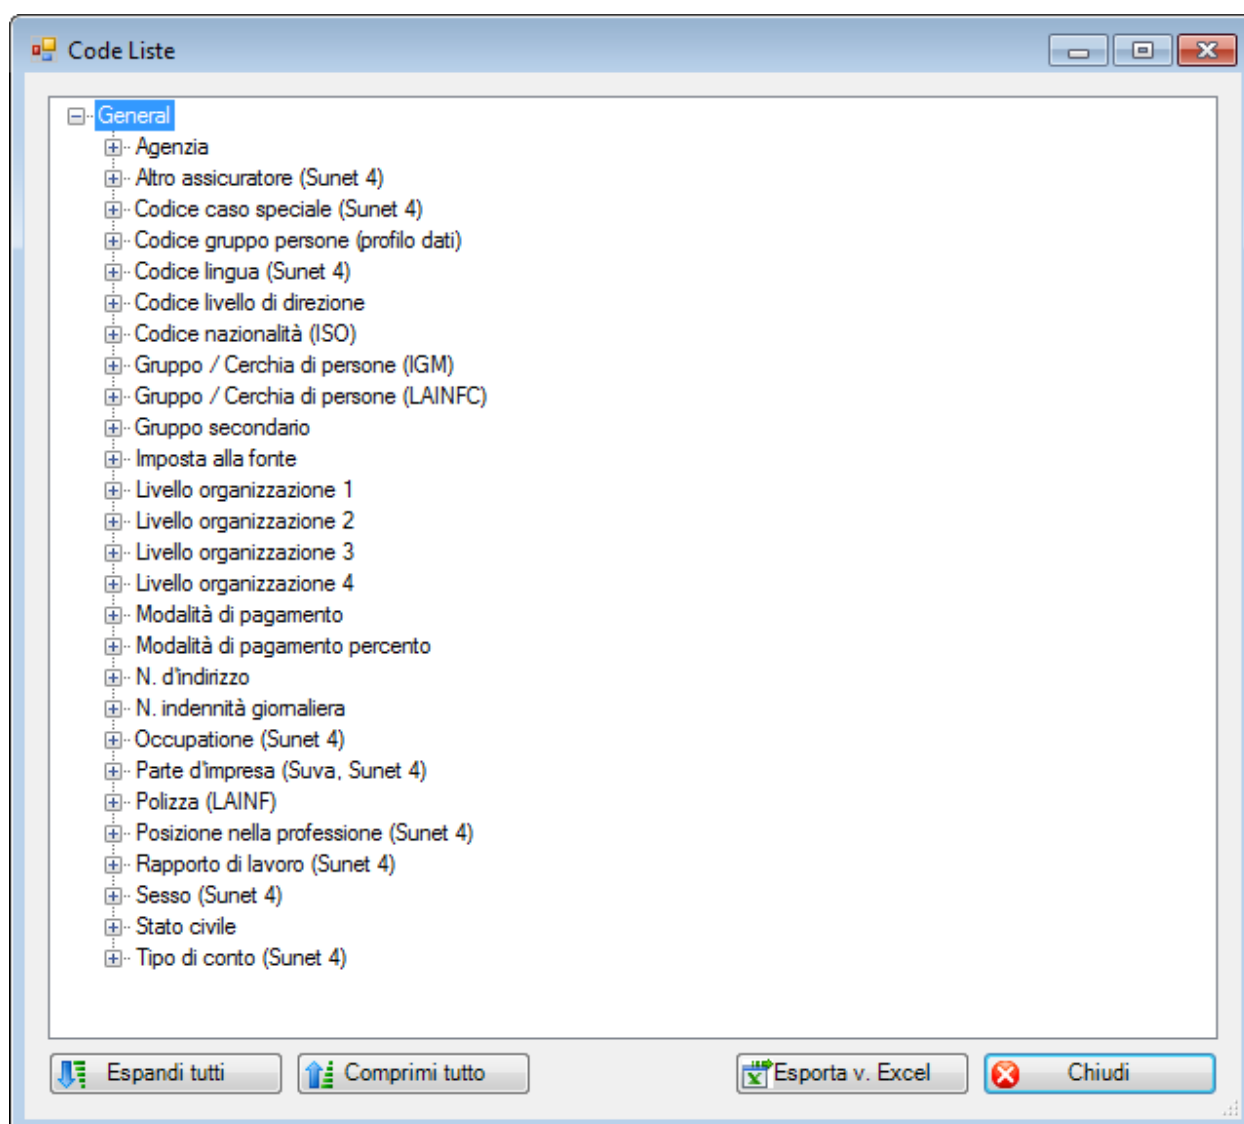 Code Liste
General
Agenzia
Altro assicuratore (Sunet 4)
Codice caso speciale (Sunet 4)
Codice gruppo persone (profilo dati)
Codice lingua (Sunet 4)
Codice livello di direzione
Codice nazionalità (ISO)
Gruppo / Cerchia di persone (IGM)
Gruppo / Cerchia di persone (LAINFC)
Gruppo secondario
Imposta alla fonte
Livello organizzazione 1
Livello organizzazione 2
Livello organizzazione 3
Livello organizzazione 4
Modalità di pagamento
Modalità di pagamento percento
N. d'indirizzo
N. indennità giornaliera
Occupatione (Sunet 4)
Parte d'impresa (Suva, Sunet 4)
Polizza (LAINF)
Posizione nella professione (Sunet 4)
Rapporto di lavoro (Sunet 4)
Sesso (Sunet 4)
Stato civile
Tipo di conto (Sunet 4)
Espandi tutti Comprimi tutto Esporta v. Excel Chiudi